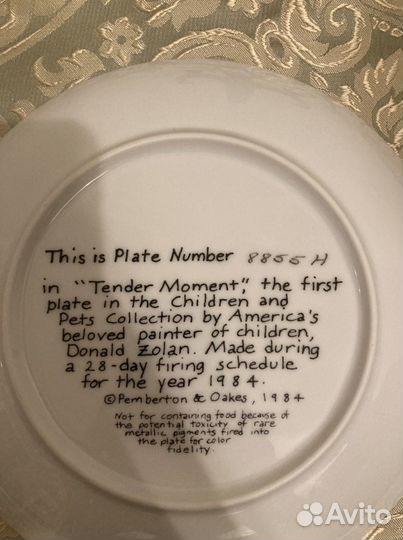 This is Plate Number 8855H
in "Tender Moment," the first
plate in the Children and
Pets Collection by America's
beloved painter of children,
Donald Zolan. Made during
a 28-day firing schedule
for the year 1984.
©Pemberton & Oakes, 1984
Not for containing food because of
the potential toxicity of rare
metallic pigments fired into
the plate for color
fidelity.
Avito